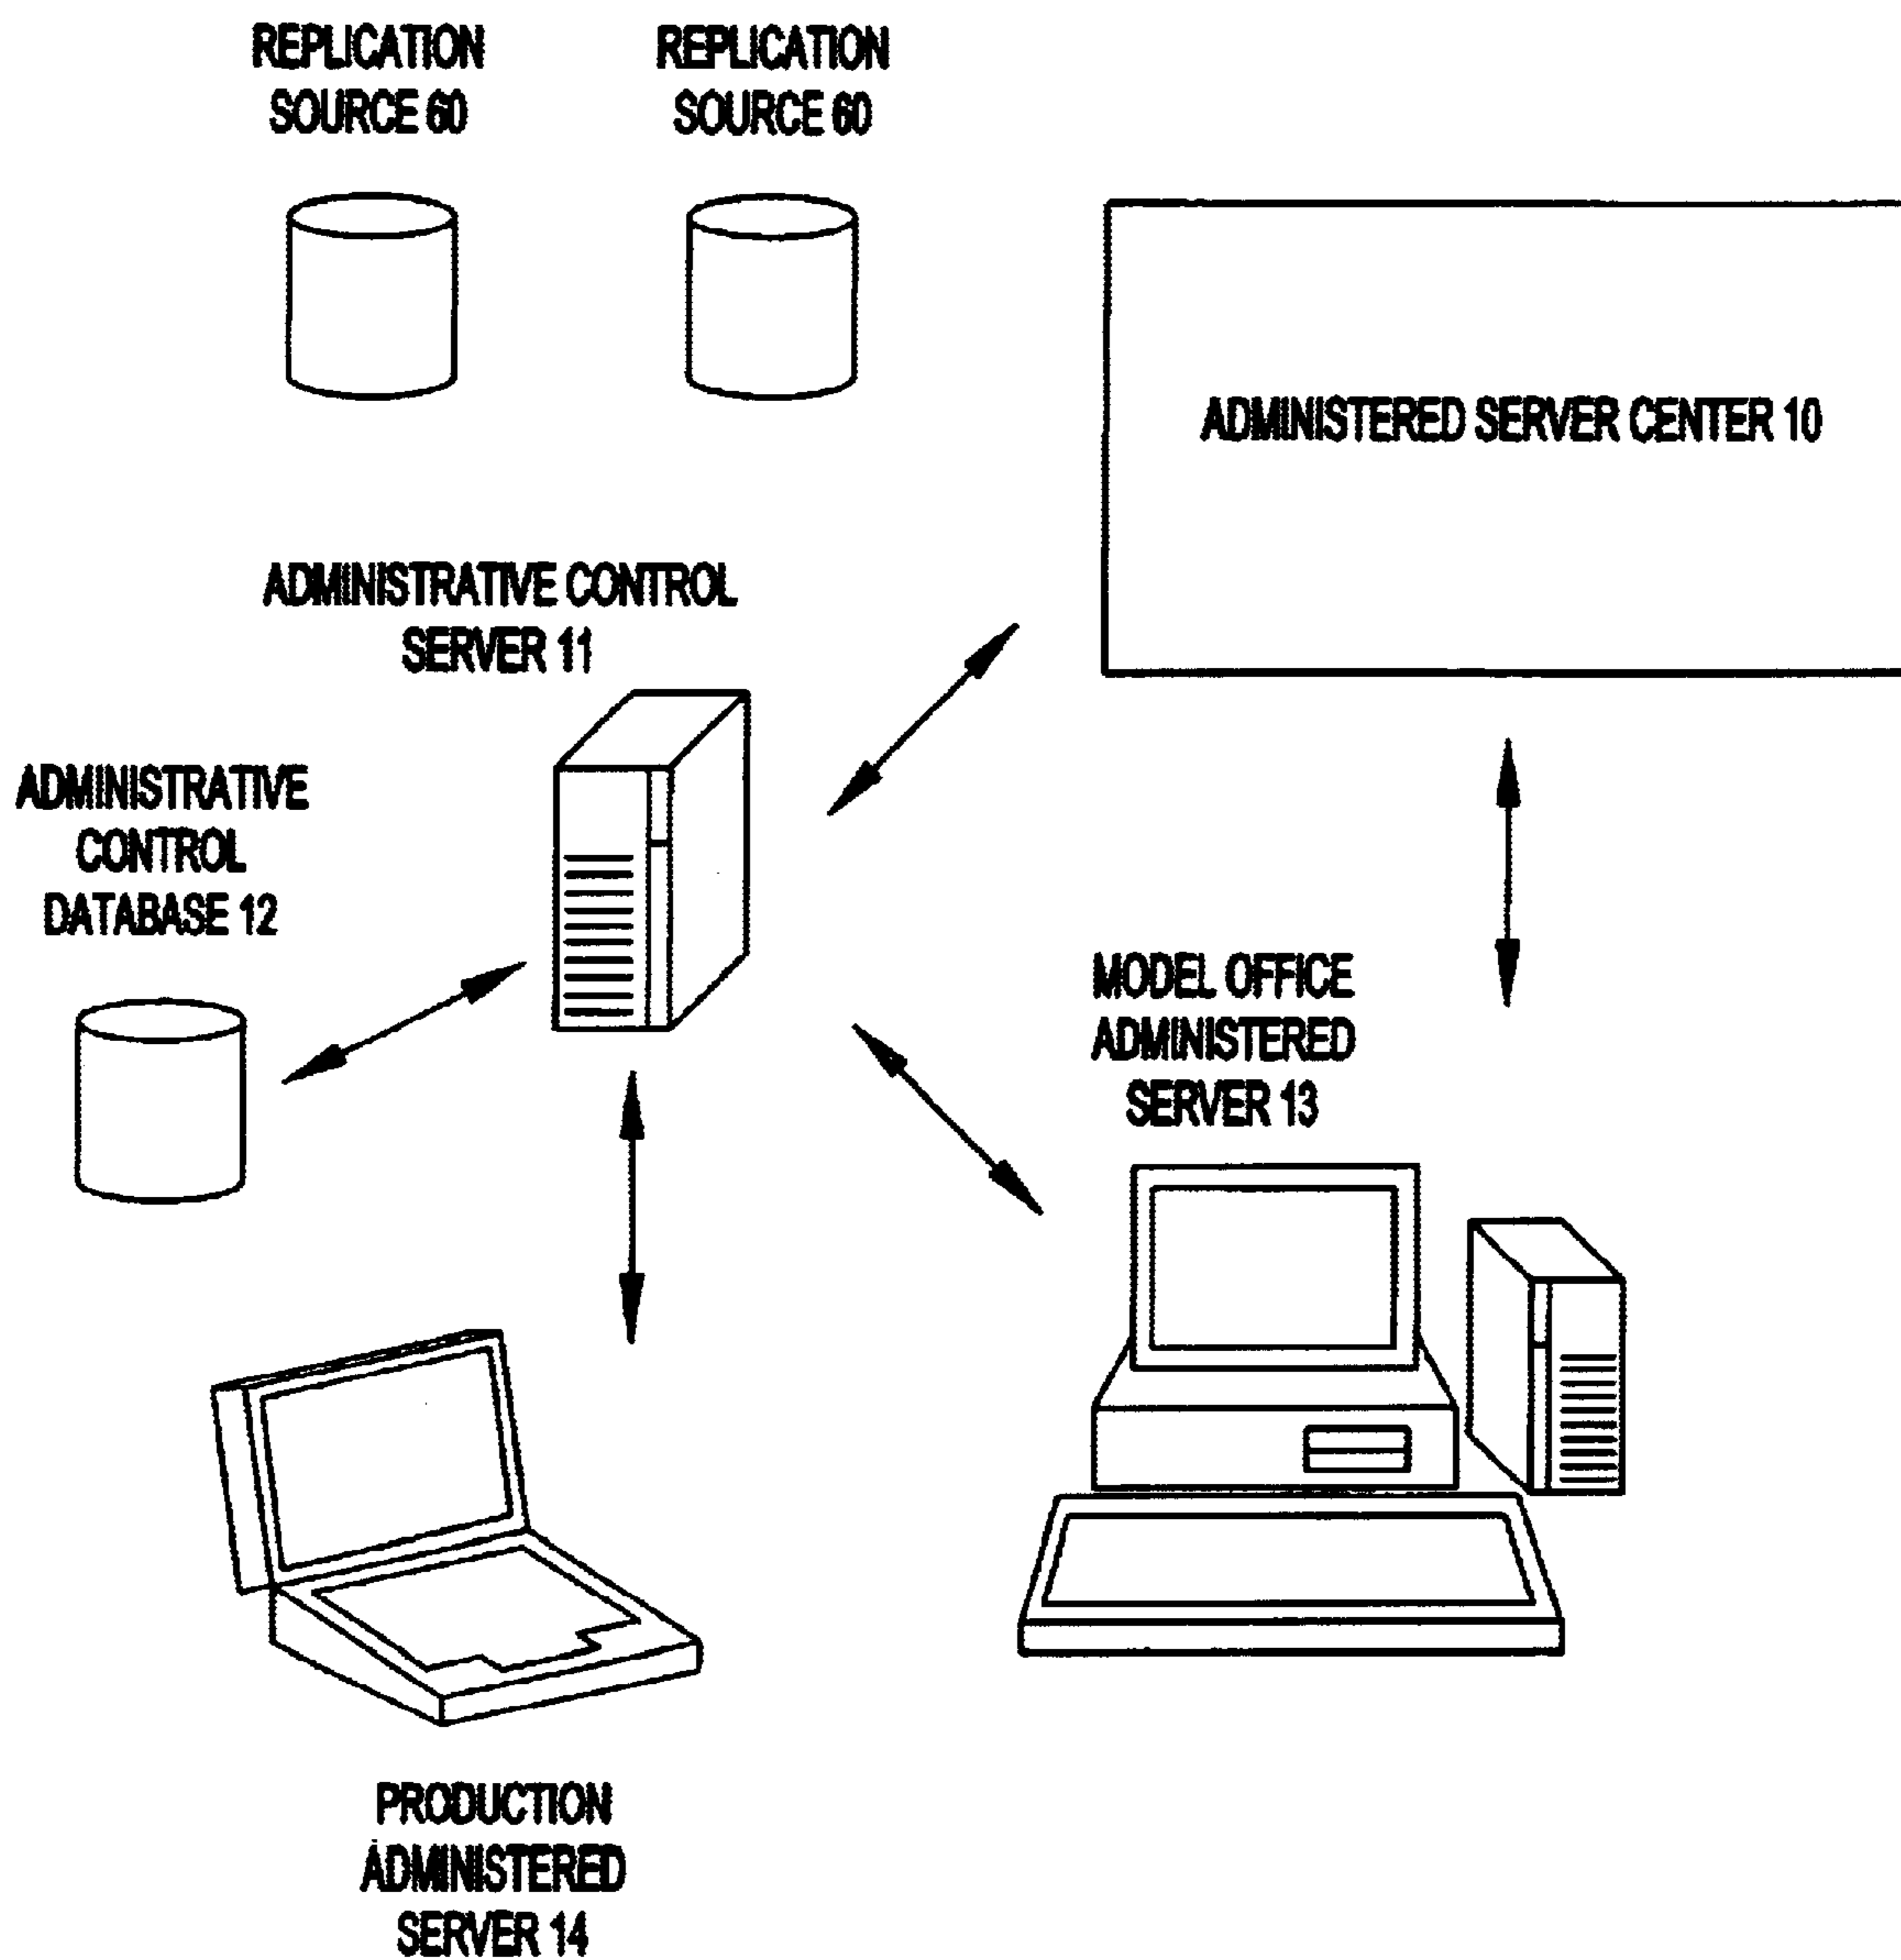 REPLICATION
SOURCE 60
REPLICATION
SOURCE 60
ADMINISTERED SERVER CENTER 10
ADMINISTRATIVE CONTROL
SERVER 11
ADMINISTRATIVE
CONTROL
DATABASE 12
MODEL OFFICE
ADMINISTERED
SERVER 13
PRODUCTION
ADMINISTERED
SERVER 14